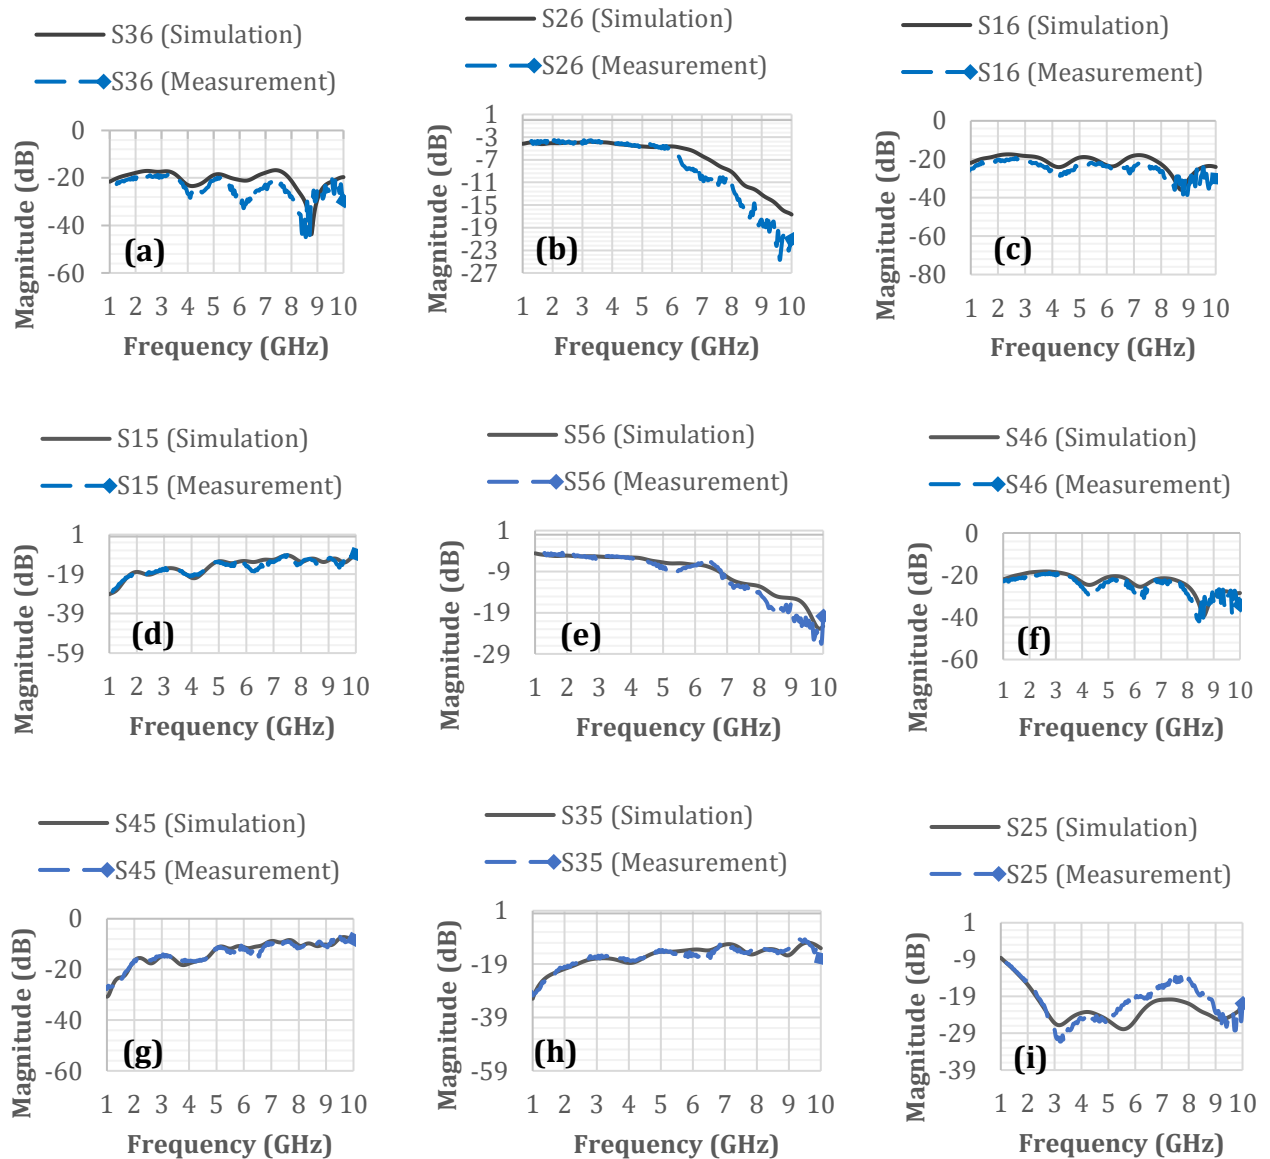 S36 (Simulation)
S36 (Measurement)
Magnitude (dB)
0
-20
-40
-60
(a)
1 2 3 4 5 6 7 8 9 10
Frequency (GHz)
S26 (Simulation)
S26 (Measurement)
Magnitude (dB)
1
-3
-7
-11
-15
-19
-23
-27
(b)
1 2 3 4 5 6 7 8 9 10
Frequency (GHz)
S16 (Simulation)
S16 (Measurement)
Magnitude (dB)
0
-20
-40
-60
-80
(c)
1 2 3 4 5 6 7 8 9 10
Frequency (GHz)
S15 (Simulation)
S15 (Measurement)
Magnitude (dB)
1
-19
-39
-59
(d)
1 2 3 4 5 6 7 8 9 10
Frequency (GHz)
S56 (Simulation)
S56 (Measurement)
Magnitude (dB)
1
-9
-19
-29
(e)
1 2 3 4 5 6 7 8 9 10
Frequency (GHz)
S46 (Simulation)
S46 (Measurement)
Magnitude (dB)
0
-20
-40
-60
(f)
1 2 3 4 5 6 7 8 9 10
Frequency (GHz)
S45 (Simulation)
S45 (Measurement)
Magnitude (dB)
0
-20
-40
-60
(g)
1 2 3 4 5 6 7 8 9 10
Frequency (GHz)
S35 (Simulation)
S35 (Measurement)
Magnitude (dB)
1
-19
-39
-59
(h)
1 2 3 4 5 6 7 8 9 10
Frequency (GHz)
S25 (Simulation)
S25 (Measurement)
Magnitude (dB)
1
-9
-19
-29
-39
(i)
1 2 3 4 5 6 7 8 9 10
Frequency (GHz)